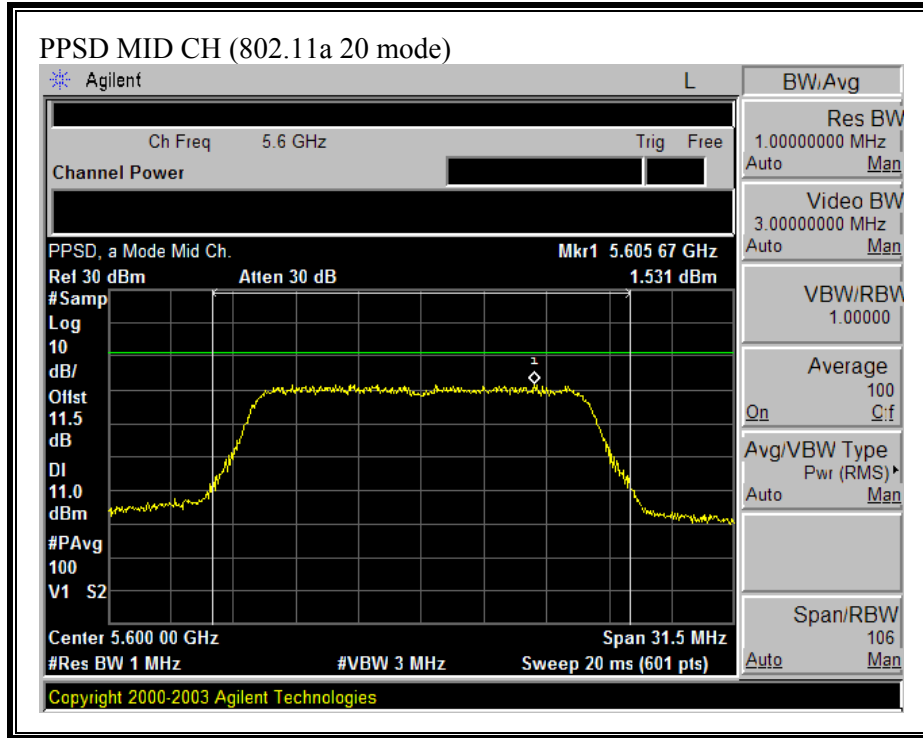 PPSD MID CH (802.11a 20 mode)
Agilent L
Ch Freq 5.6 GHz Trig Free
Channel Power
PPSD, a Mode Mid Ch. Mkr1 5.605 67 GHz
Ref 30 dBm Atten 30 dB 1.531 dBm
#Samp
Log
10
dB/
Offst
11.5
dB
DI
11.0
dBm
#PAvg
100
V1 S2
1
Center 5.600 00 GHz Span 31.5 MHz
#Res BW 1 MHz #VBW 3 MHz Sweep 20 ms (601 pts)
Copyright 2000-2003 Agilent Technologies
BW/Avg
Res BW
1.00000000 MHz
Auto Man
Video BW
3.00000000 MHz
Auto Man
VBW/RBW
1.00000
Average
100
On Off
Avg/VBW Type
Pwr (RMS)
Auto Man
Span/RBW
106
Auto Man